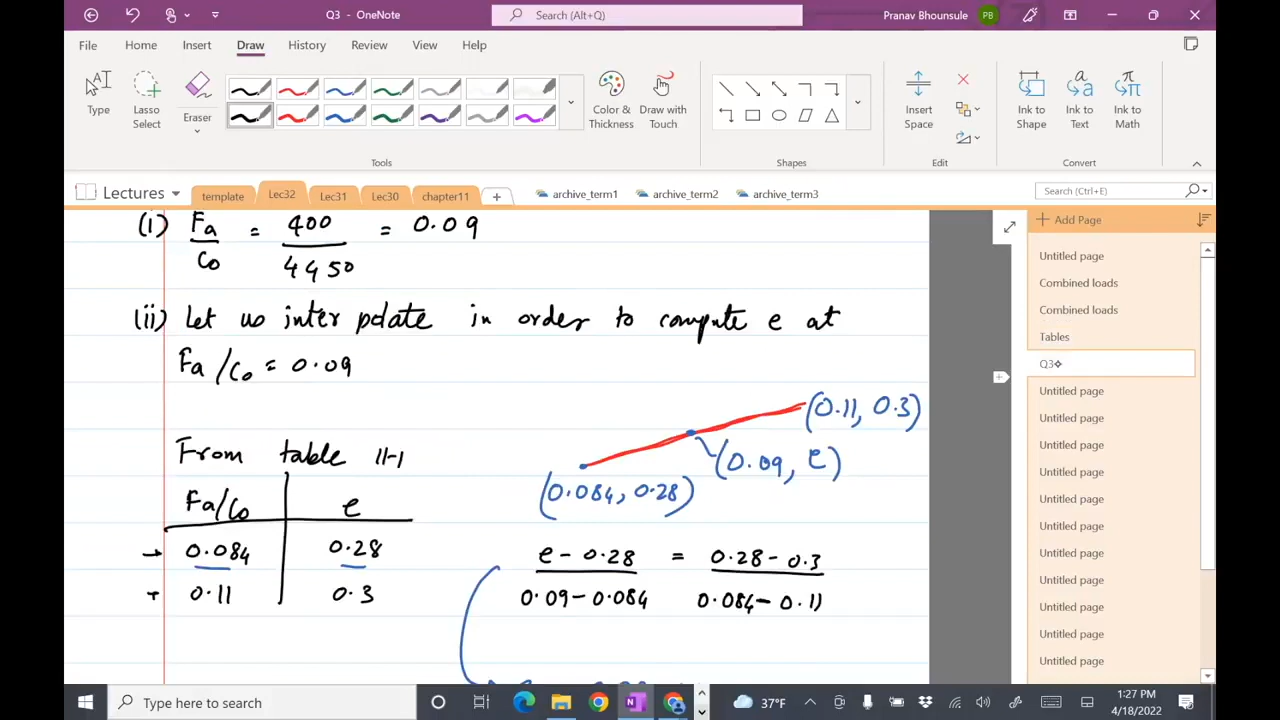 Q3 - OneNote
Search (Alt+Q)
Pranav Bhounsule
PB
File
Home
Insert
Draw
History
Review
View
Help
Type
Lasso Select
Eraser
Color & Thickness
Draw with Touch
Insert Space
Ink to Shape
Ink to Text
Ink to Math
Tools
Shapes
Edit
Convert
Lectures
template
Lec32
Lec31
Lec30
chapter11
archive_term1
archive_term2
archive_term3
Search (Ctrl+E)
(i) Fa/Co = 400/4450 = 0.09
(ii) Let us interpolate in order to compute e at
Fa/Co = 0.09
(0.11, 0.3)
(0.09, e)
(0.084, 0.28)
From table 11-1
Fa/Co e
→ 0.084 0.28
→ 0.11 0.3
e - 0.28 = 0.28 - 0.3
0.09 - 0.084 0.084 - 0.11
Add Page
Untitled page
Combined loads
Combined loads
Tables
Q3
Untitled page
Untitled page
Untitled page
Untitled page
Untitled page
Untitled page
Untitled page
Untitled page
Untitled page
Untitled page
Untitled page
Type here to search
37°F
1:27 PM
4/18/2022